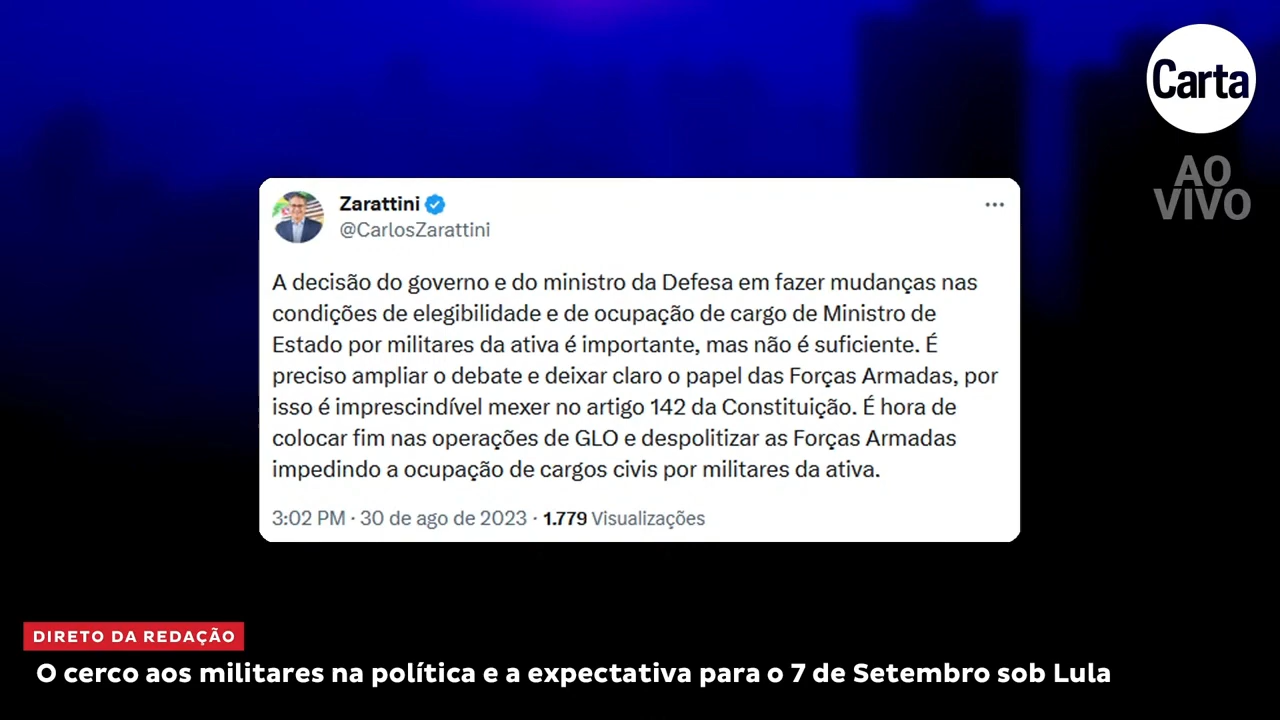 Carta
AO
VIVO
Zarattini
@CarlosZarattini
A decisão do governo e do ministro da Defesa em fazer mudanças nas
condições de elegibilidade e de ocupação de cargo de Ministro de
Estado por militares da ativa é importante, mas não é suficiente. É
preciso ampliar o debate e deixar claro o papel das Forças Armadas, por
isso é imprescindível mexer no artigo 142 da Constituição. É hora de
colocar fim nas operações de GLO e despolitizar as Forças Armadas
impedindo a ocupação de cargos civis por militares da ativa.
3:02 PM · 30 de ago de 2023 · 1.779 Visualizações
DIRETO DA REDAÇÃO
O cerco aos militares na política e a expectativa para o 7 de Setembro sob Lula